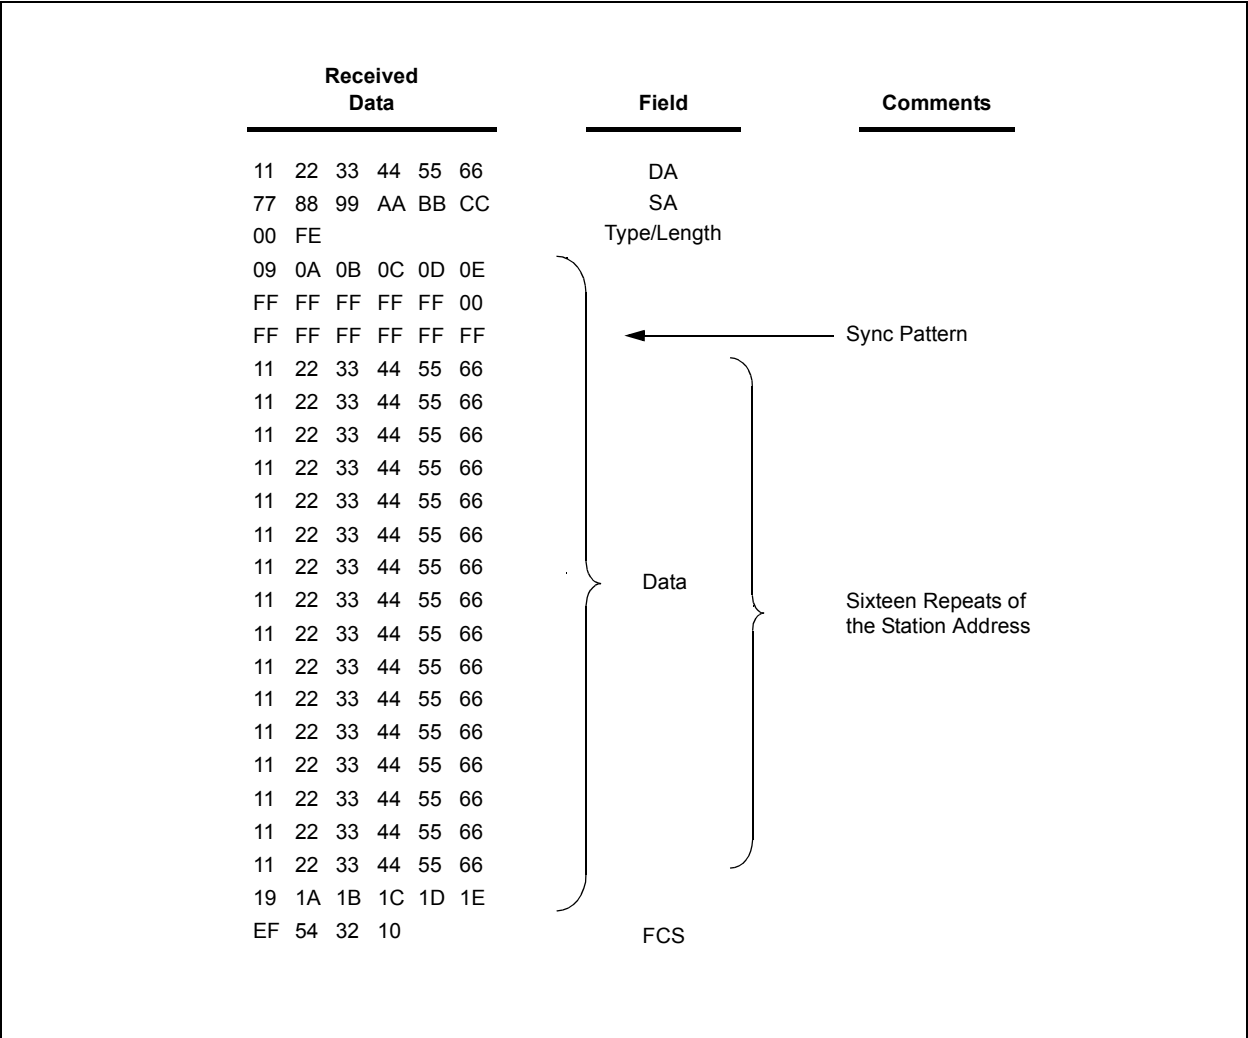 Received
Data Field Comments
11 22 33 44 55 66 DA
77 88 99 AA BB CC SA
00 FE Type/Length
09 0A 0B 0C 0D 0E
FF FF FF FF FF 00
FF FF FF FF FF FF Sync Pattern
11 22 33 44 55 66
11 22 33 44 55 66
11 22 33 44 55 66
11 22 33 44 55 66
11 22 33 44 55 66
11 22 33 44 55 66
11 22 33 44 55 66 Data
11 22 33 44 55 66 Sixteen Repeats of
11 22 33 44 55 66 the Station Address
11 22 33 44 55 66
11 22 33 44 55 66
11 22 33 44 55 66
11 22 33 44 55 66
11 22 33 44 55 66
11 22 33 44 55 66
11 22 33 44 55 66
19 1A 1B 1C 1D 1E
EF 54 32 10 FCS